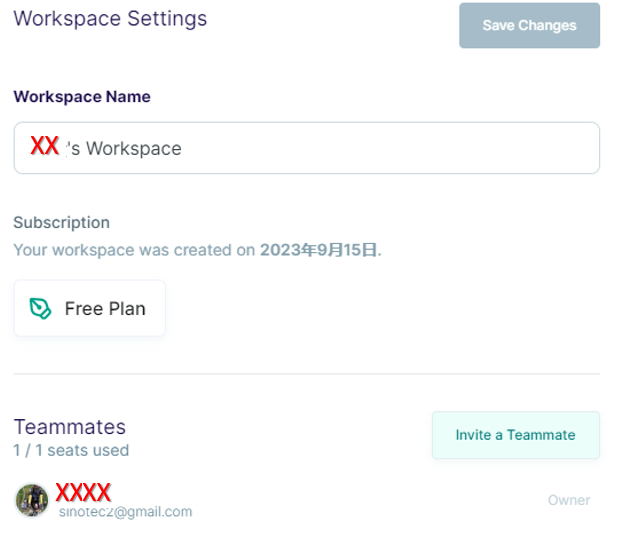 Workspace Settings
Save Changes
Workspace Name
XX 's Workspace
Subscription
Your workspace was created on 2023年9月15日.
Free Plan
Teammates
Invite a Teammate
1 / 1 seats used
XXXX
Owner
sinotec2@gmail.com